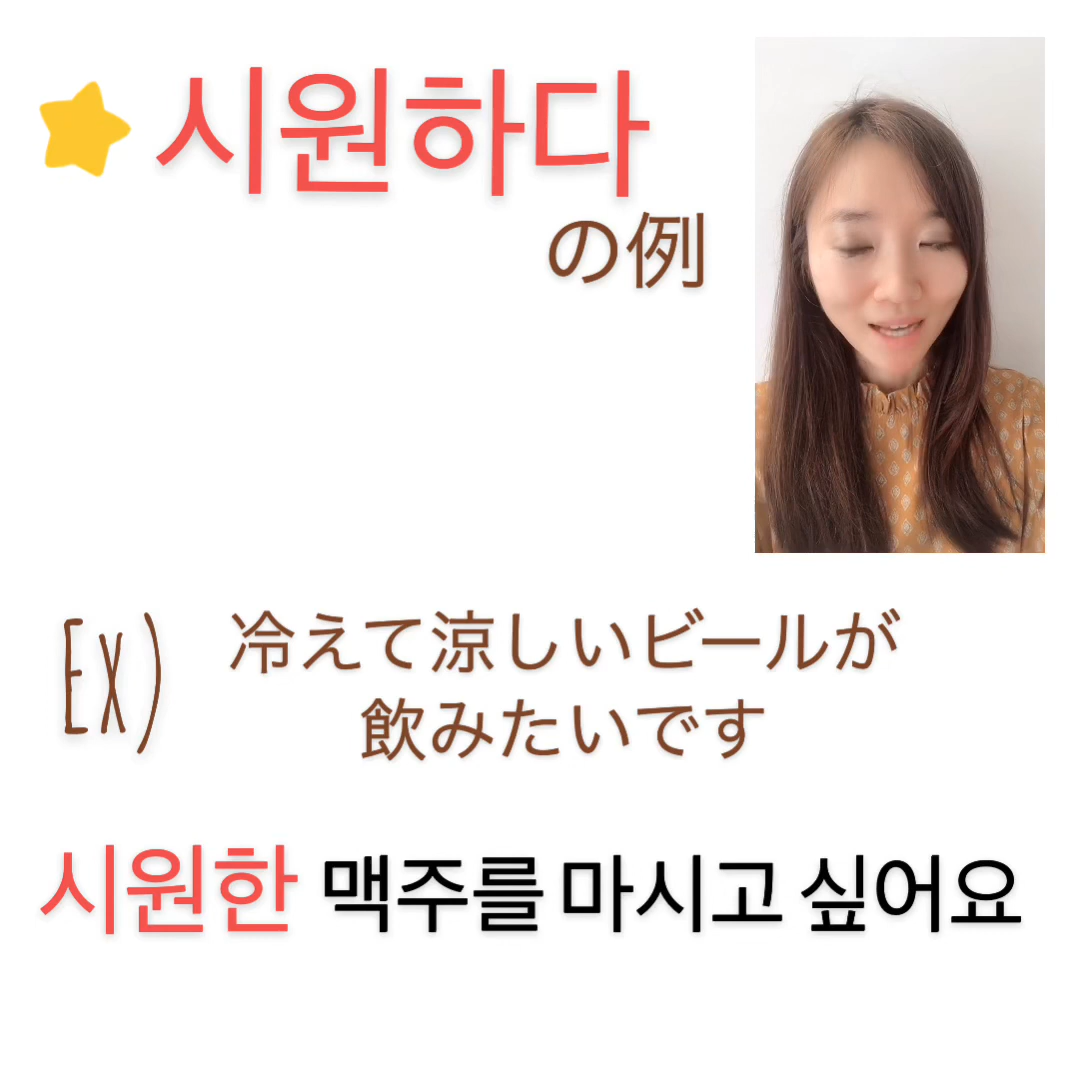 시원하다
の例
Ex)
冷えて涼しいビールが
飲みたいです
시원한 맥주를 마시고 싶어요